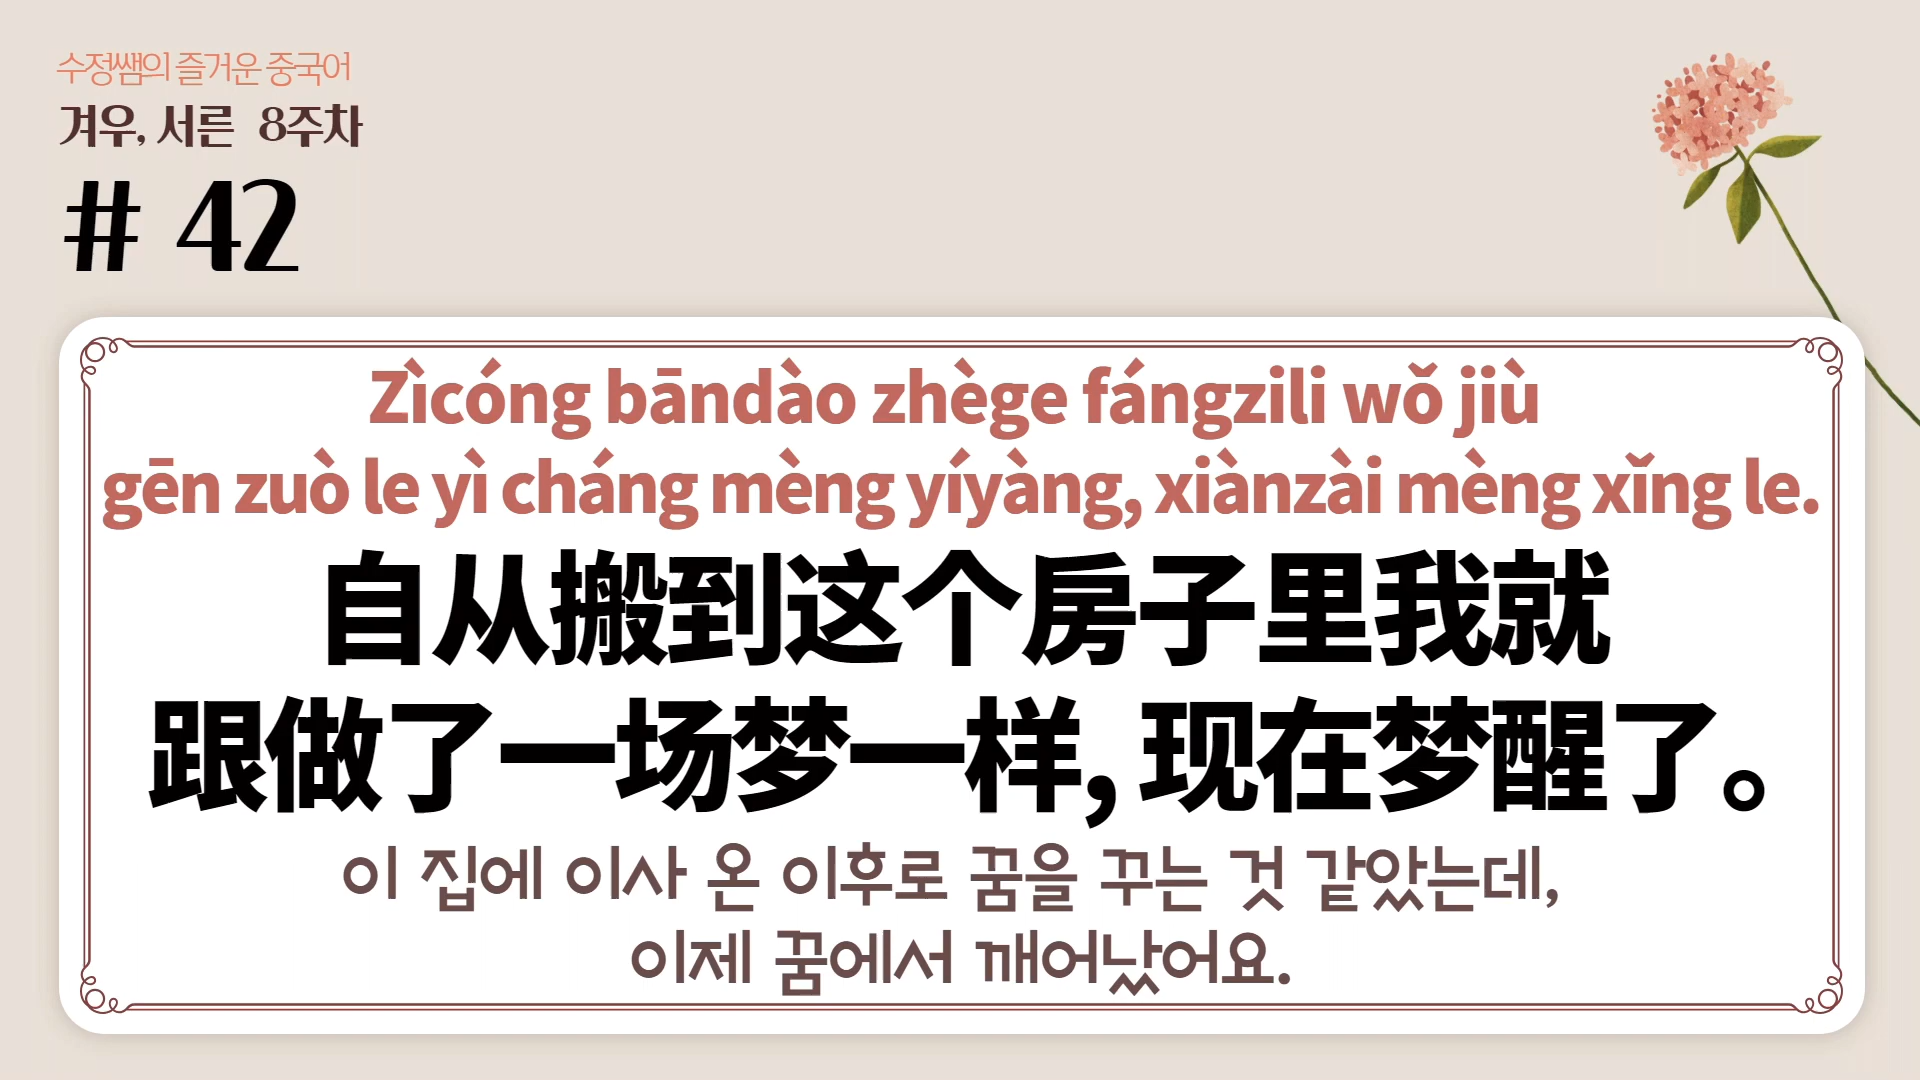 수정쌤의 즐거운 중국어
겨우, 서른 8주차
# 42
Zìcóng bāndào zhège fángzili wǒ jiù
gēn zuò le yì cháng mèng yíyàng, xiànzài mèng xǐng le.
自从搬到这个房子里我就
跟做了一场梦一样, 现在梦醒了。
이 집에 이사 온 이후로 꿈을 꾸는 것 같았는데,
이제 꿈에서 깨어났어요.